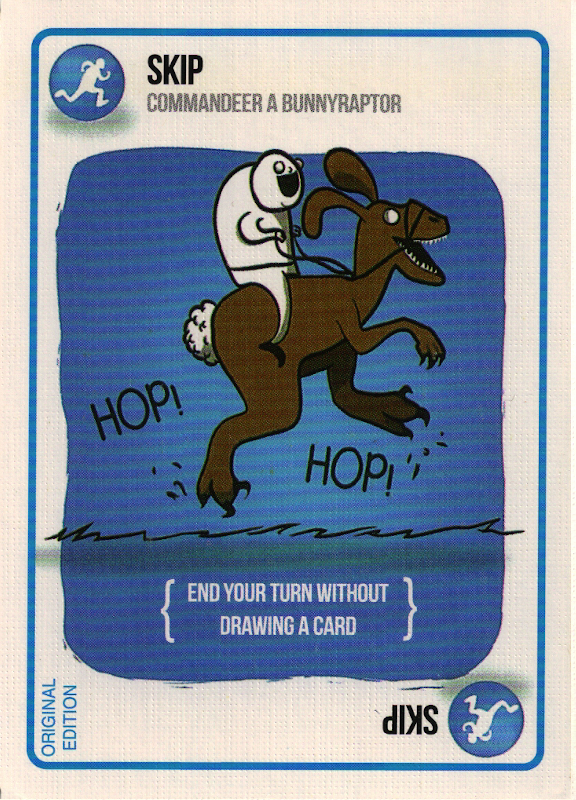 SKIP
COMMANDEER A BUNNYRAPTOR
HOP!
HOP!
END YOUR TURN WITHOUT
DRAWING A CARD
ORIGINAL
EDITION
SKIP